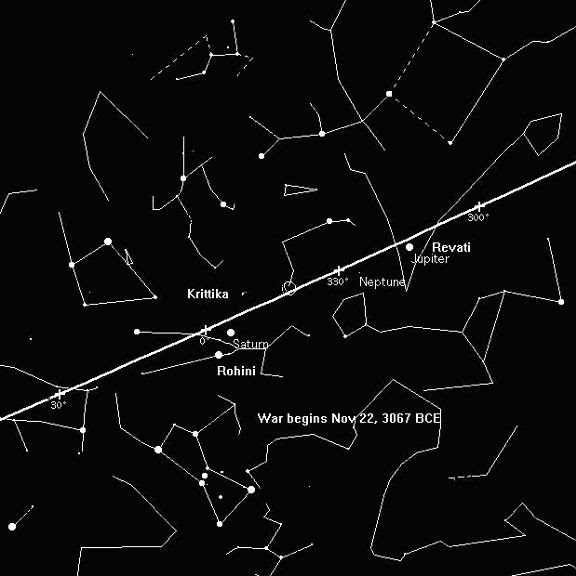 300°
Revati
Jupiter
330°
Neptune
Krittika
0°
Saturn
Rohini
30°
War begins Nov 22, 3067 BCE